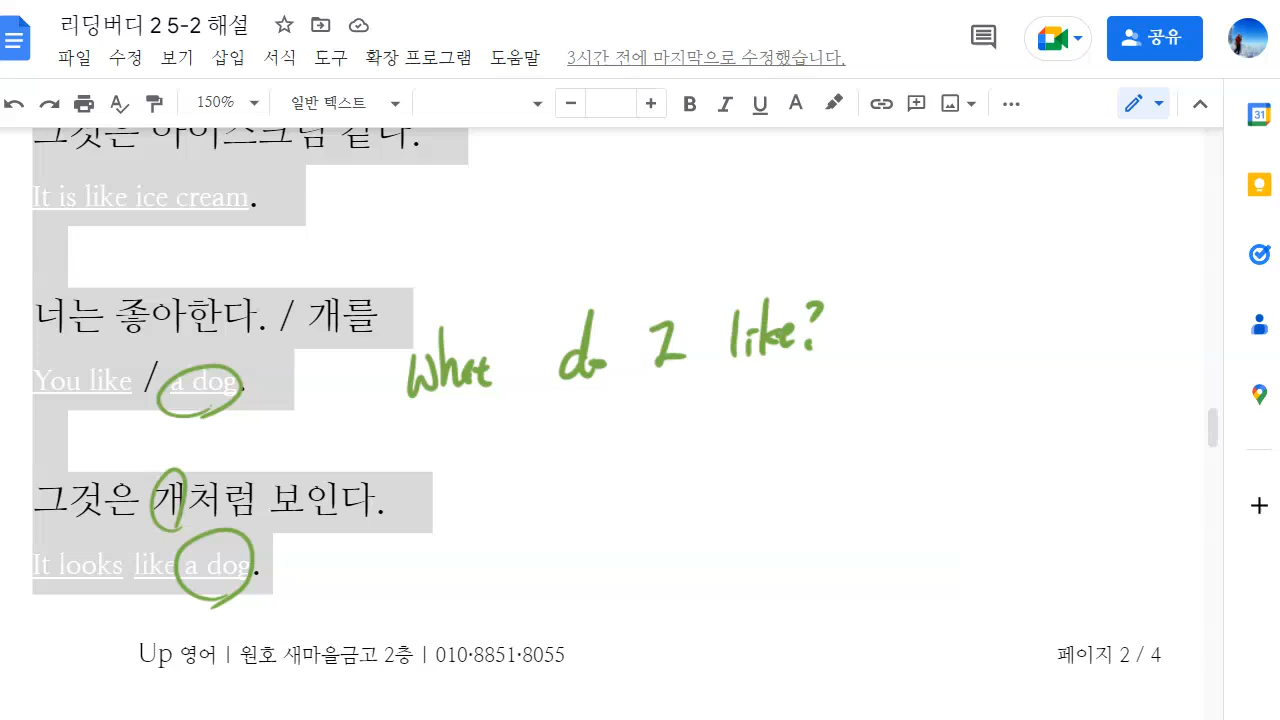 리딩버디 2 5-2 해설
파일 수정 보기 삽입 서식 도구 확장 프로그램 도움말 3시간 전에 마지막으로 수정했습니다.
공유
150% 일반 텍스트
31
그것은 아이스크림 같다.
It is like ice cream.
너는 좋아한다. / 개를
You like / a dog.
What do I like?
그것은 개처럼 보인다.
It looks like a dog.
Up 영어 | 원호 새마을금고 2층 | 010·8851·8055
페이지 2 / 4